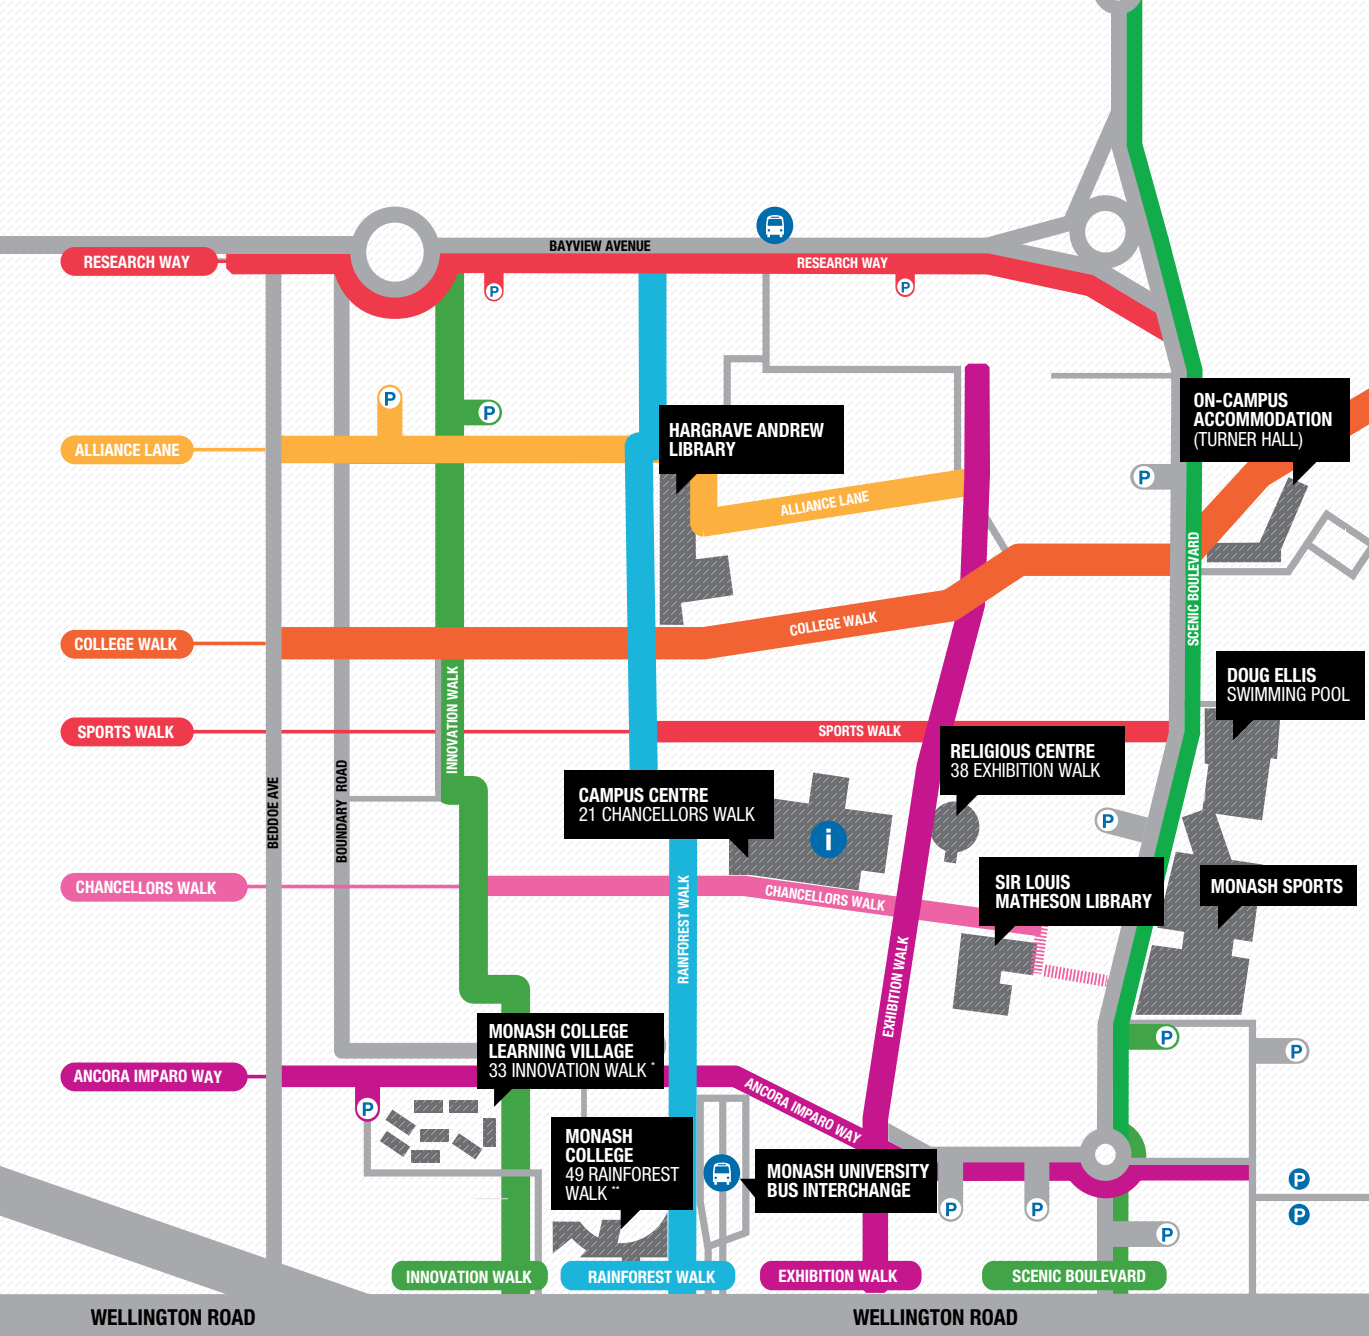 BAYVIEW AVENUE
RESEARCH WAY
RESEARCH WAY
P
P
P
P
ON-CAMPUS
ACCOMMODATION
(TURNER HALL)
HARGRAVE ANDREW
LIBRARY
ALLIANCE LANE
P
ALLIANCE LANE
SCENIC BOULEVARD
COLLEGE WALK
COLLEGE WALK
INNOVATION WALK
DOUG ELLIS
SWIMMING POOL
SPORTS WALK
SPORTS WALK
RELIGIOUS CENTRE
38 EXHIBITION WALK
BEDDOE AVE
BOUNDARY ROAD
CAMPUS CENTRE
21 CHANCELLORS WALK
i
P
CHANCELLORS WALK
CHANCELLORS WALK
SIR LOUIS
MATHESON LIBRARY
MONASH SPORTS
RAINFOREST WALK
EXHIBITION WALK
MONASH COLLEGE
LEARNING VILLAGE
33 INNOVATION WALK *
P
P
ANCORA IMPARO WAY
ANCORA IMPARO WAY
P
MONASH
COLLEGE
49 RAINFOREST
WALK **
MONASH UNIVERSITY
BUS INTERCHANGE
P
P
P
P
P
INNOVATION WALK
RAINFOREST WALK
EXHIBITION WALK
SCENIC BOULEVARD
WELLINGTON ROAD
WELLINGTON ROAD